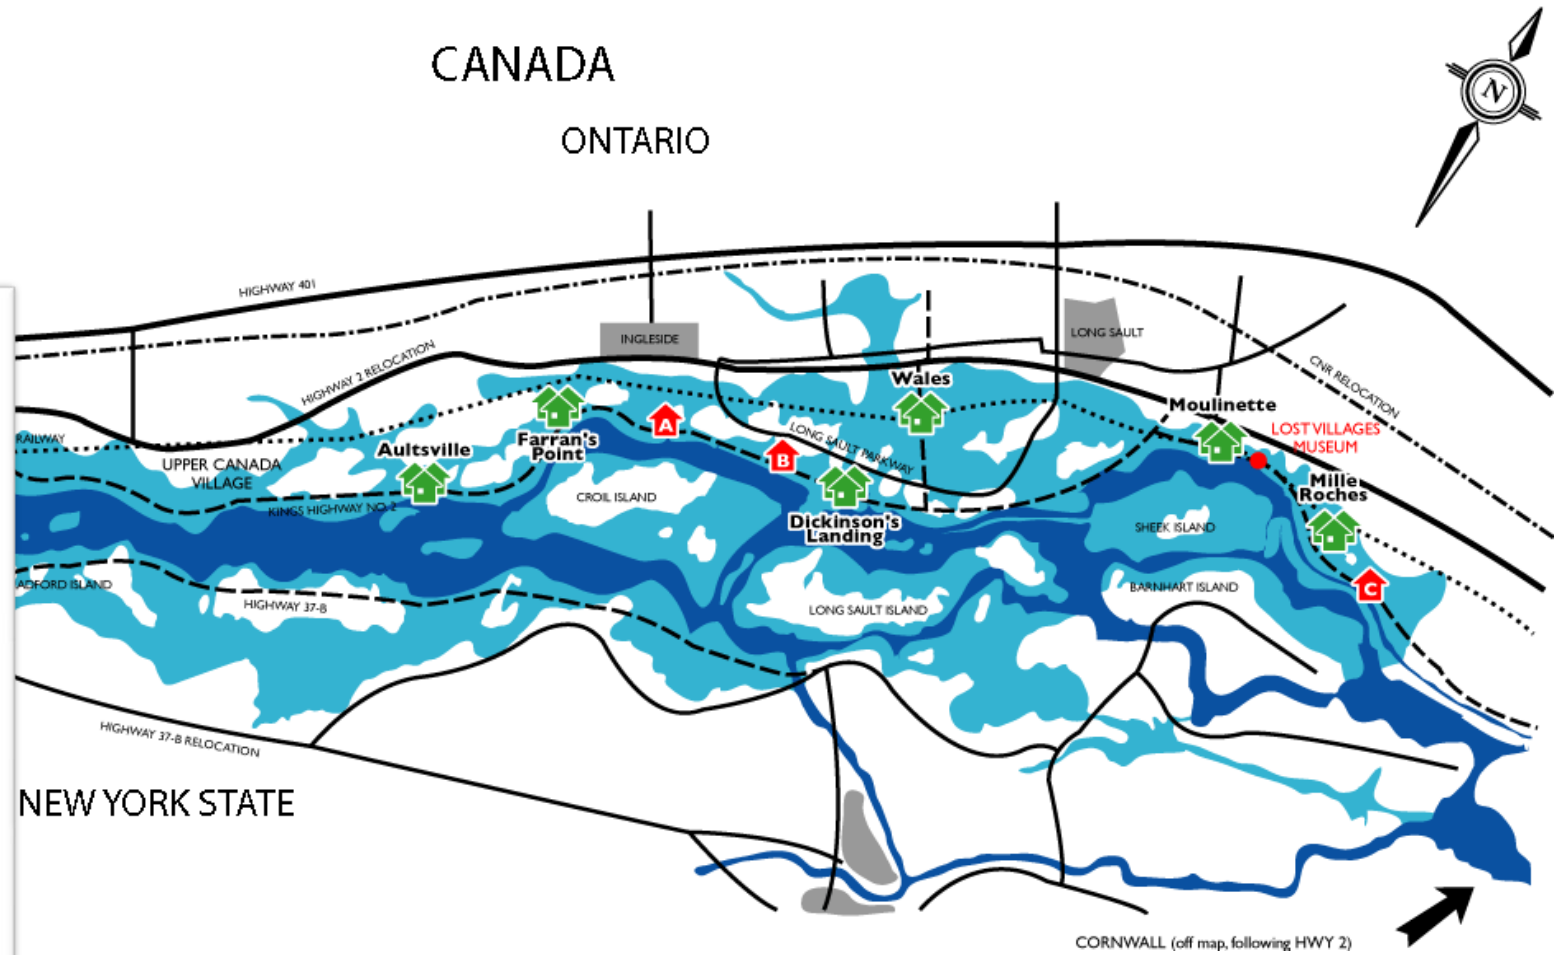 CANADA
ONTARIO
N
HIGHWAY 401
INGLESIDE
LONG SAULT
HIGHWAY 2 RELOCATION
CNR RELOCATION
Wales
Moulinette
LOST VILLAGES
MUSEUM
RAILWAY
A
LONG SAULT PARKWAY
Farran's
Point
Aultsville
B
UPPER CANADA
VILLAGE
Mille
Roches
CROIL ISLAND
KINGS HIGHWAY NO. 2
Dickinson's
Landing
SHEEK ISLAND
ADFORD ISLAND
BARNHART ISLAND
C
HIGHWAY 37-B
LONG SAULT ISLAND
HIGHWAY 37-B RELOCATION
NEW YORK STATE
CORNWALL (off map, following HWY 2)